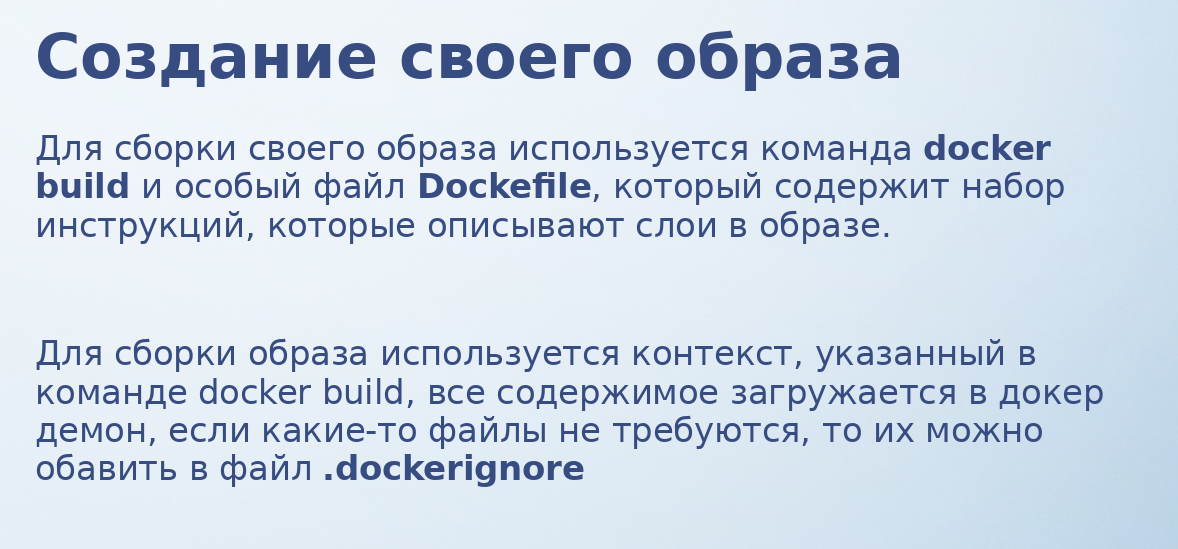 Создание своего образа
Для сборки своего образа используется команда docker
build и особый файл Dockefile, который содержит набор
инструкций, которые описывают слои в образе.
Для сборки образа используется контекст, указанный в
команде docker build, все содержимое загружается в докер
демон, если какие-то файлы не требуются, то их можно
обавить в файл .dockerignore